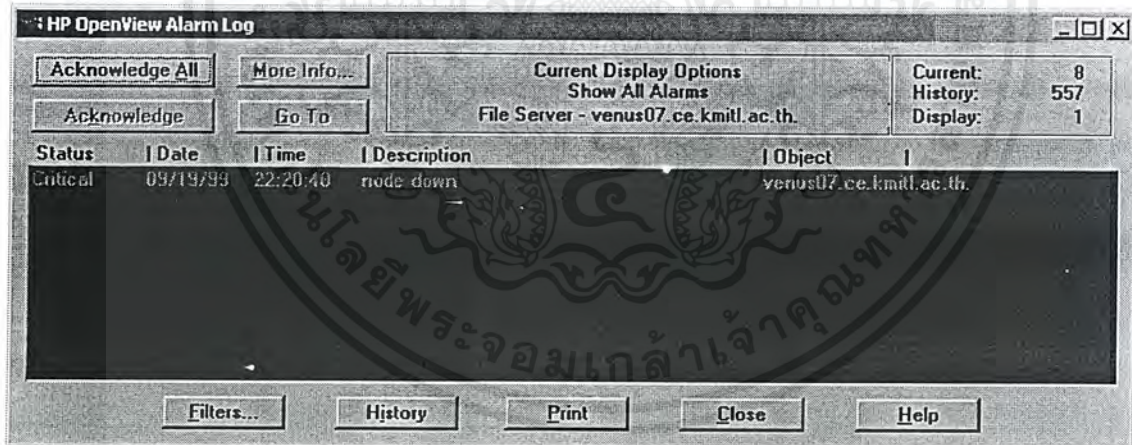 HP OpenView Alarm Log
Acknowledge All More Info... Current Display Options Current: 8
Show All Alarms History: 557
Acknowledge Go To File Server - venus07.ce.kmitl.ac.th. Display: 1
Status | Date | Time | Description | Object |
Critical 09/19/99 22:20:40 node down venus07.ce.kmitl.ac.th.
Filters... History Print Close Help